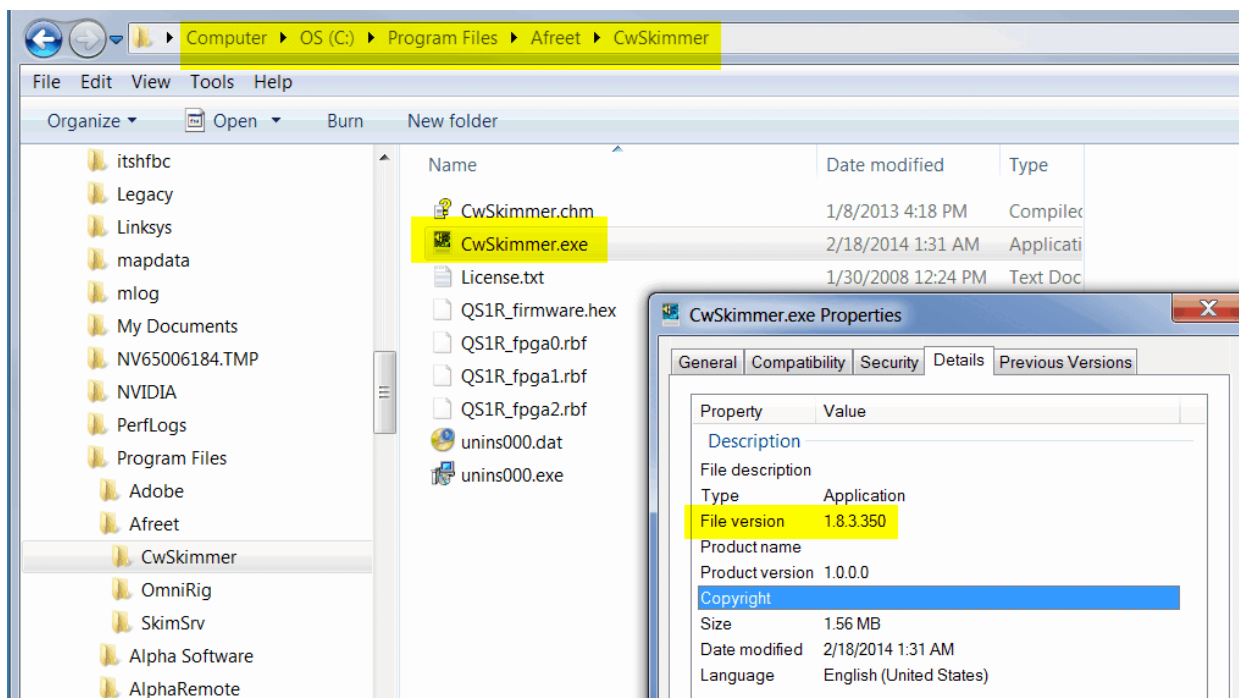 Computer ▸ OS (C:) ▸ Program Files ▸ Afreet ▸ CwSkimmer
File Edit View Tools Help
Organize Open Burn New folder
itshfbc
Legacy
Linksys
mapdata
mlog
My Documents
NV65006184.TMP
NVIDIA
PerfLogs
Program Files
Adobe
Afreet
CwSkimmer
OmniRig
SkimSrv
Alpha Software
AlphaRemote
Name Date modified Type
CwSkimmer.chm 1/8/2013 4:18 PM Compiled
CwSkimmer.exe 2/18/2014 1:31 AM Applicati
License.txt 1/30/2008 12:24 PM Text Doc
QS1R_firmware.hex
QS1R_fpga0.rbf
QS1R_fpga1.rbf
QS1R_fpga2.rbf
unins000.dat
unins000.exe
CwSkimmer.exe Properties
X
General Compatibility Security Details Previous Versions
Property Value
Description
File description
Type Application
File version 1.8.3.350
Product name
Product version 1.0.0.0
Copyright
Size 1.56 MB
Date modified 2/18/2014 1:31 AM
Language English (United States)